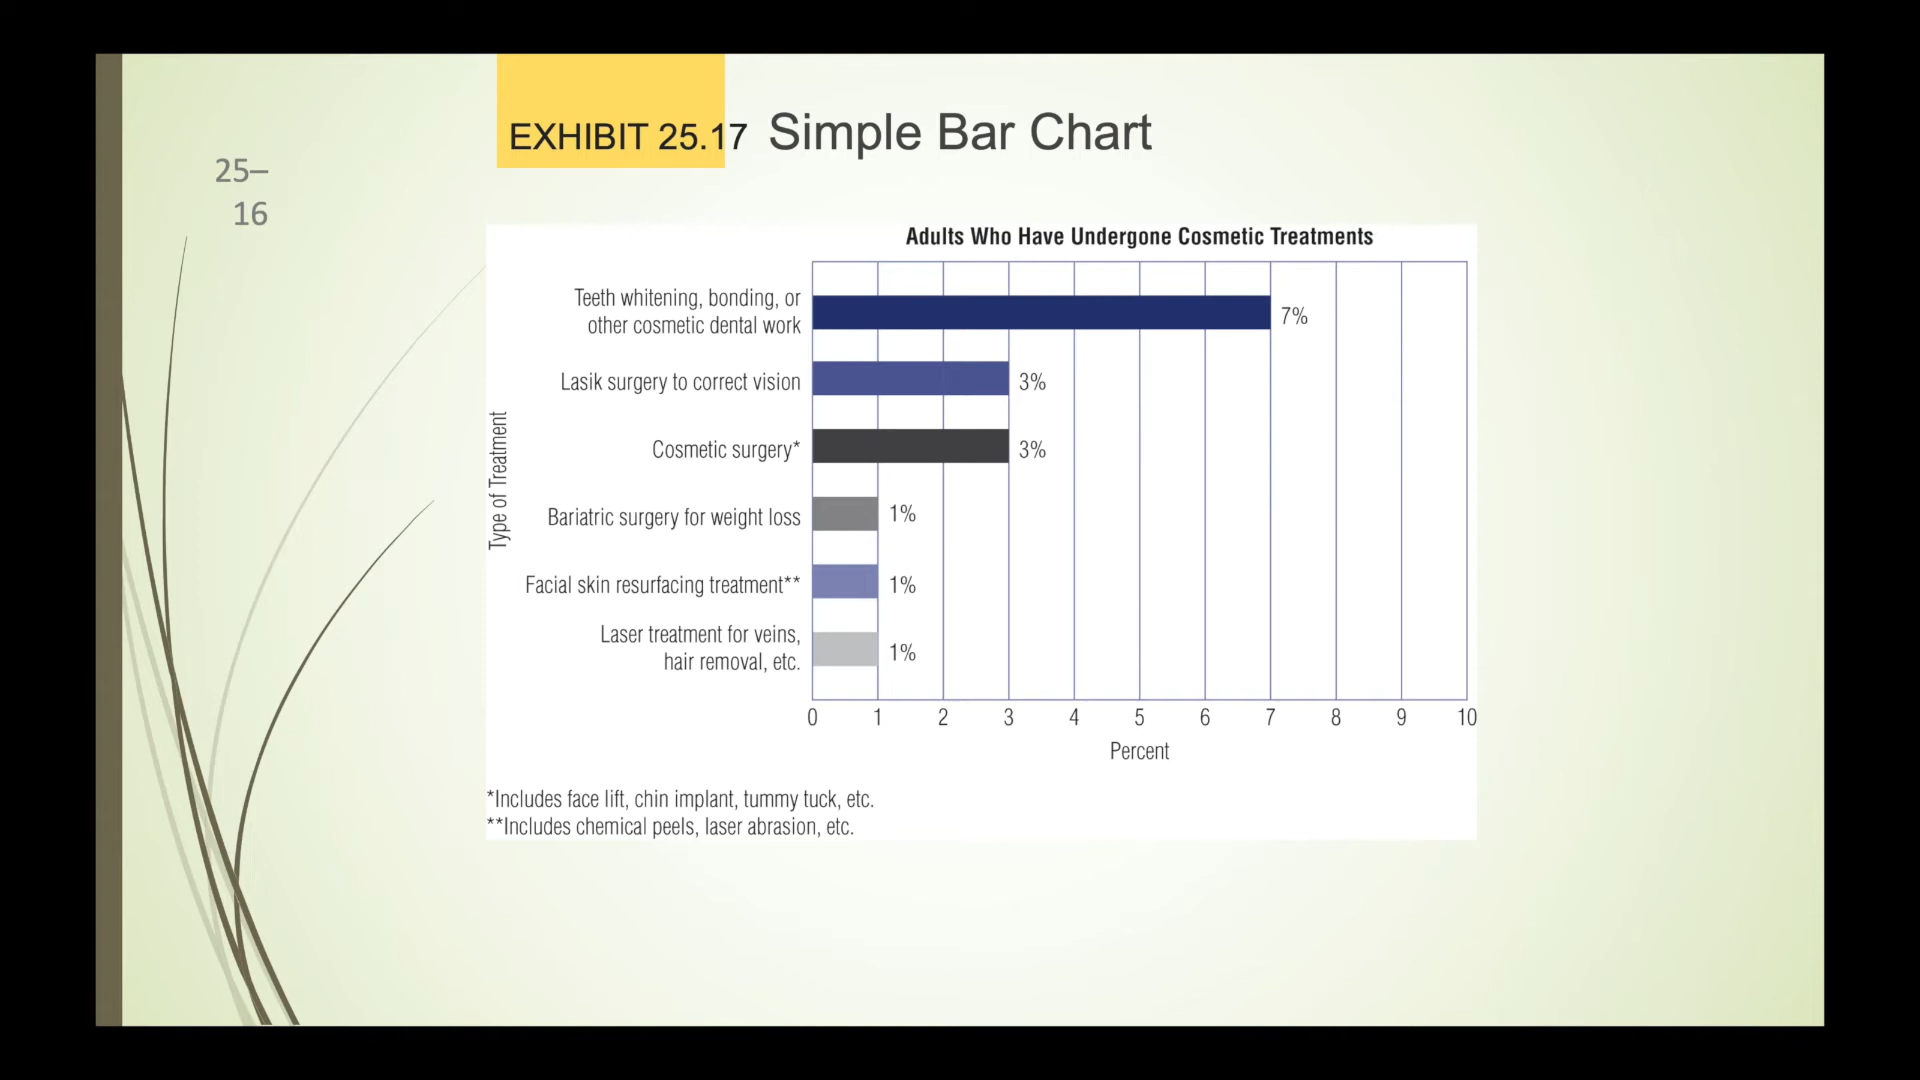 EXHIBIT 25.17 Simple Bar Chart
25–
16
Adults Who Have Undergone Cosmetic Treatments
Type of Treatment
Teeth whitening, bonding, or
other cosmetic dental work
7%
Lasik surgery to correct vision
3%
Cosmetic surgery*
3%
Bariatric surgery for weight loss
1%
Facial skin resurfacing treatment**
1%
Laser treatment for veins,
hair removal, etc.
1%
0 1 2 3 4 5 6 7 8 9 10
Percent
*Includes face lift, chin implant, tummy tuck, etc.
**Includes chemical peels, laser abrasion, etc.